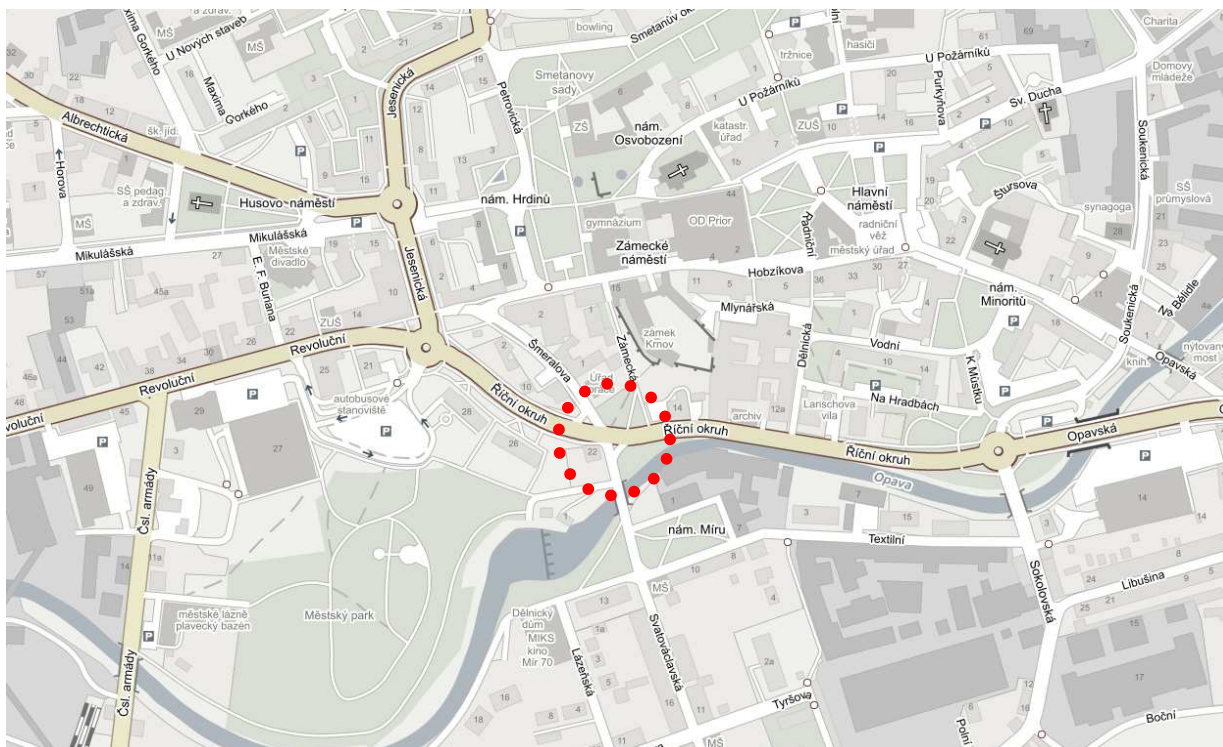 a zdrav.
MŠ
Maxima Gorkého
U Nových staveb
MŠ
Maxima
Gorkého
Jesenická
Petrovická
bowling
Smetanův
Smetanovy
sady
ZŠ
tržnice
hasiči
U Požárníků
U Požárníků
nám.
Osvobození
katastr.
úřad
ZUŠ
Purkyňova
Sv. Ducha
Charita
Domovy
mládeže
Soukenická
Albrechtická
šk. jíd.
Horova
SŠ pedag.
a zdrav.
MŠ
Husovo náměstí
nám. Hrdinů
gymnázium
OD Prior
Radniční
Hlavní
náměstí
radniční
věž
městský úřad
Štursova
synagoga
SŠ
průmyslová
Mikulášská
Mikulášská
Městské
divadlo
E. F. Buriana
Jesenická
Zámecké
náměstí
Hobzíkova
Mlynářská
nám.
Minoritů
Soukenická
Na Bělidle
ZUŠ
Revoluční
Revoluční
Šmeralova
Úřad
práce
Zámecká
zámek
Krnov
Dělnická
Vodní
K Můstku
knih.
Opavská
nýtovaný
most
autobusové
stanoviště
Říční okruh
Říční okruh
Říční okruh
archiv
Larischova
vila
Na Hradbách
Opavská
Opava
Čsl. armády
Čsl. armády
nám. Míru
Textilní
Sokolovská
Libušina
městské lázně
plavecký bazén
Městský park
Dělnický
dům
MIKS
kino
Mír 70
MŠ
Svatováclavská
Lázeňská
Tyršova
Polní
Boční